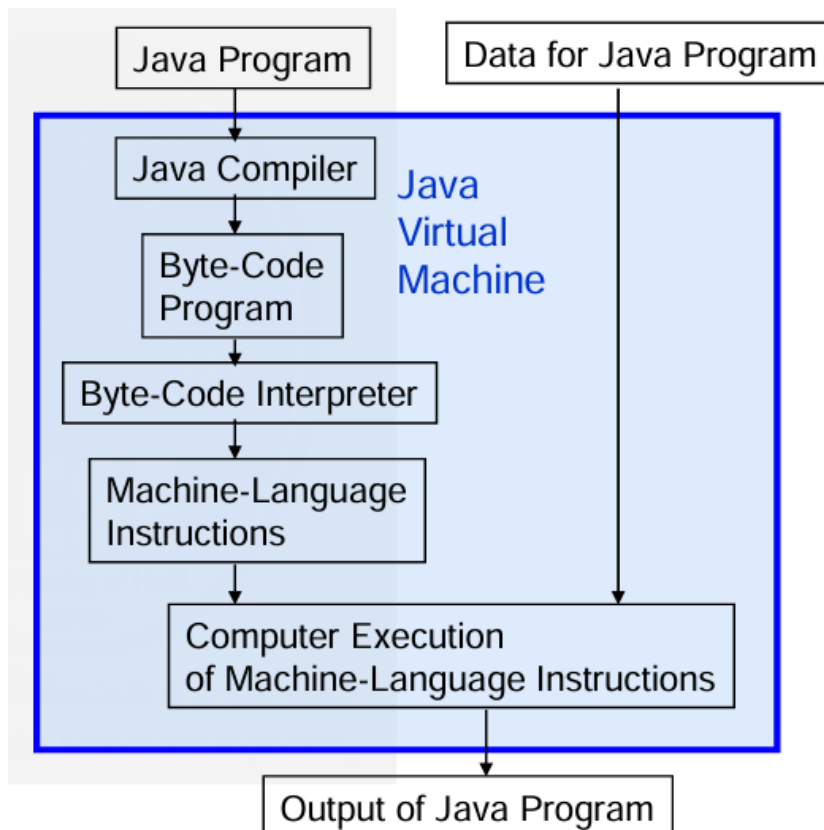 Java Program
Data for Java Program
Java Compiler
Java
Virtual
Machine
Byte-Code
Program
Byte-Code Interpreter
Machine-Language
Instructions
Computer Execution
of Machine-Language Instructions
Output of Java Program